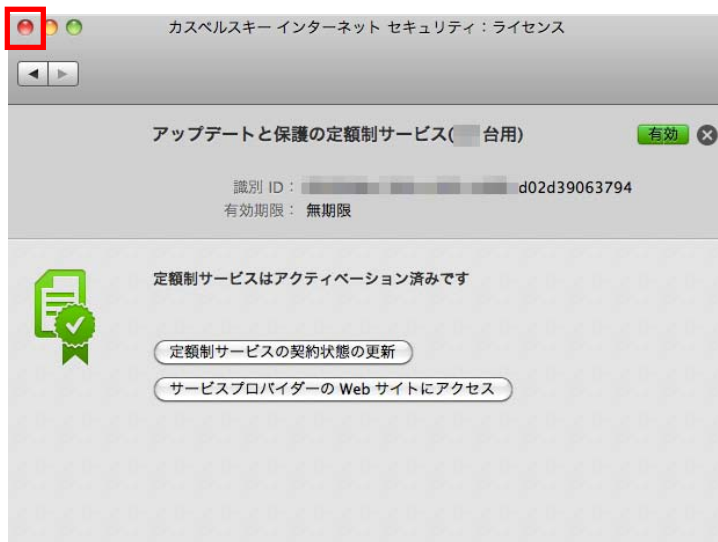 カスペルスキー インターネット セキュリティ：ライセンス
アップデートと保護の定額制サービス( 台用)
有効
識別 ID： d02d39063794
有効期限： 無期限
定額制サービスはアクティベーション済みです
定額制サービスの契約状態の更新
サービスプロバイダーの Web サイトにアクセス